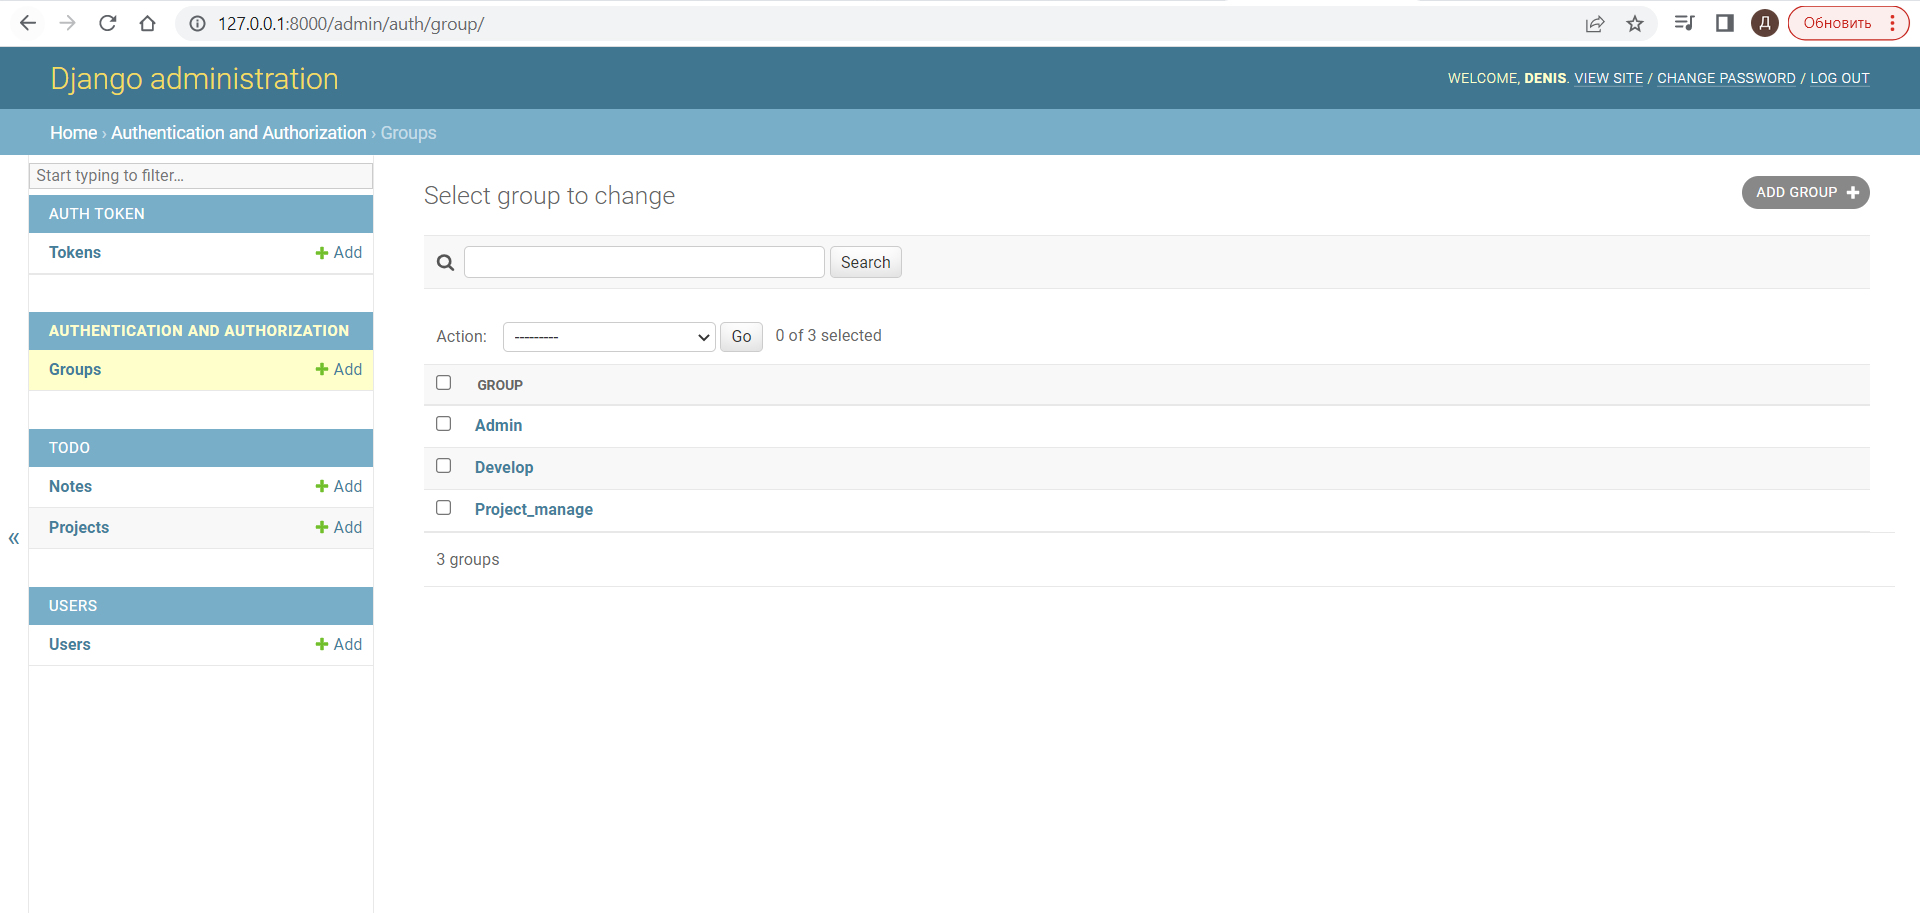 127.0.0.1:8000/admin/auth/group/
Д
Обновить
Django administration
WELCOME, DENIS. VIEW SITE / CHANGE PASSWORD / LOG OUT
Home › Authentication and Authorization › Groups
Start typing to filter...
AUTH TOKEN
Tokens
Add
AUTHENTICATION AND AUTHORIZATION
Groups
Add
TODO
Notes
Add
Projects
Add
«
USERS
Users
Add
Select group to change
ADD GROUP
Search
Action:
---------
Go
0 of 3 selected
GROUP
Admin
Develop
Project_manage
3 groups